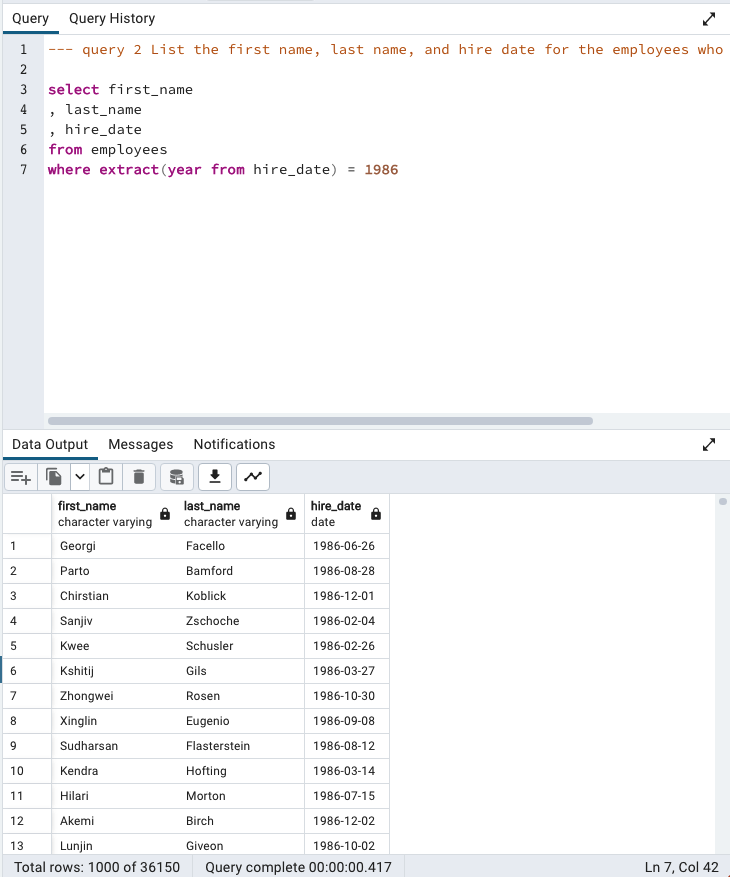 Query Query History
1 --- query 2 List the first name, last name, and hire date for the employees who
2
3 select first_name
4 , last_name
5 , hire_date
6 from employees
7 where extract(year from hire_date) = 1986
Data Output Messages Notifications
first_name last_name hire_date
character varying character varying date
1 Georgi Facello 1986-06-26
2 Parto Bamford 1986-08-28
3 Chirstian Koblick 1986-12-01
4 Sanjiv Zschoche 1986-02-04
5 Kwee Schusler 1986-02-26
6 Kshitij Gils 1986-03-27
7 Zhongwei Rosen 1986-10-30
8 Xinglin Eugenio 1986-09-08
9 Sudharsan Flasterstein 1986-08-12
10 Kendra Hofting 1986-03-14
11 Hilari Morton 1986-07-15
12 Akemi Birch 1986-12-02
13 Lunjin Giveon 1986-10-02
Total rows: 1000 of 36150 Query complete 00:00:00.417 Ln 7, Col 42